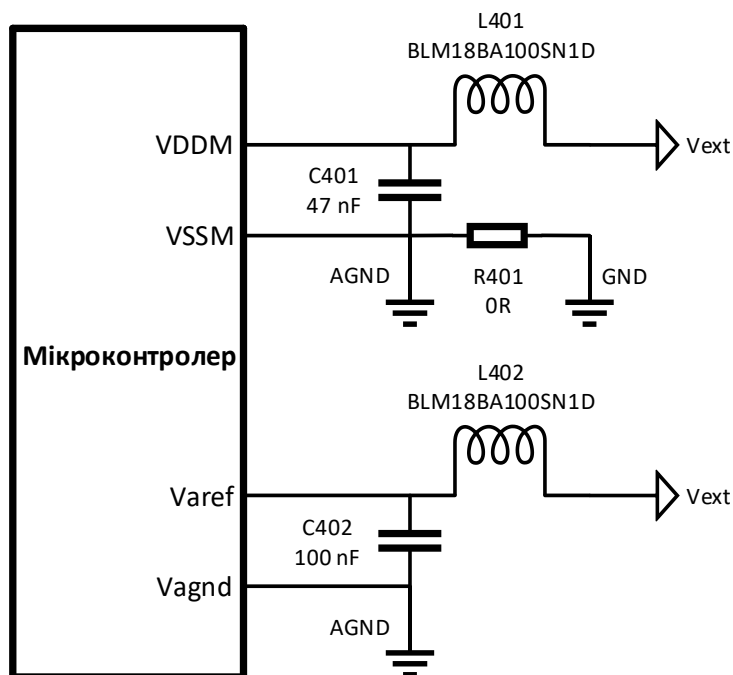 L401
BLM18BA100SN1D
VDDM
Vext
C401
47 nF
VSSM
AGND
R401
0R
GND
Мікроконтролер
L402
BLM18BA100SN1D
Varef
Vext
C402
100 nF
Vagnd
AGND